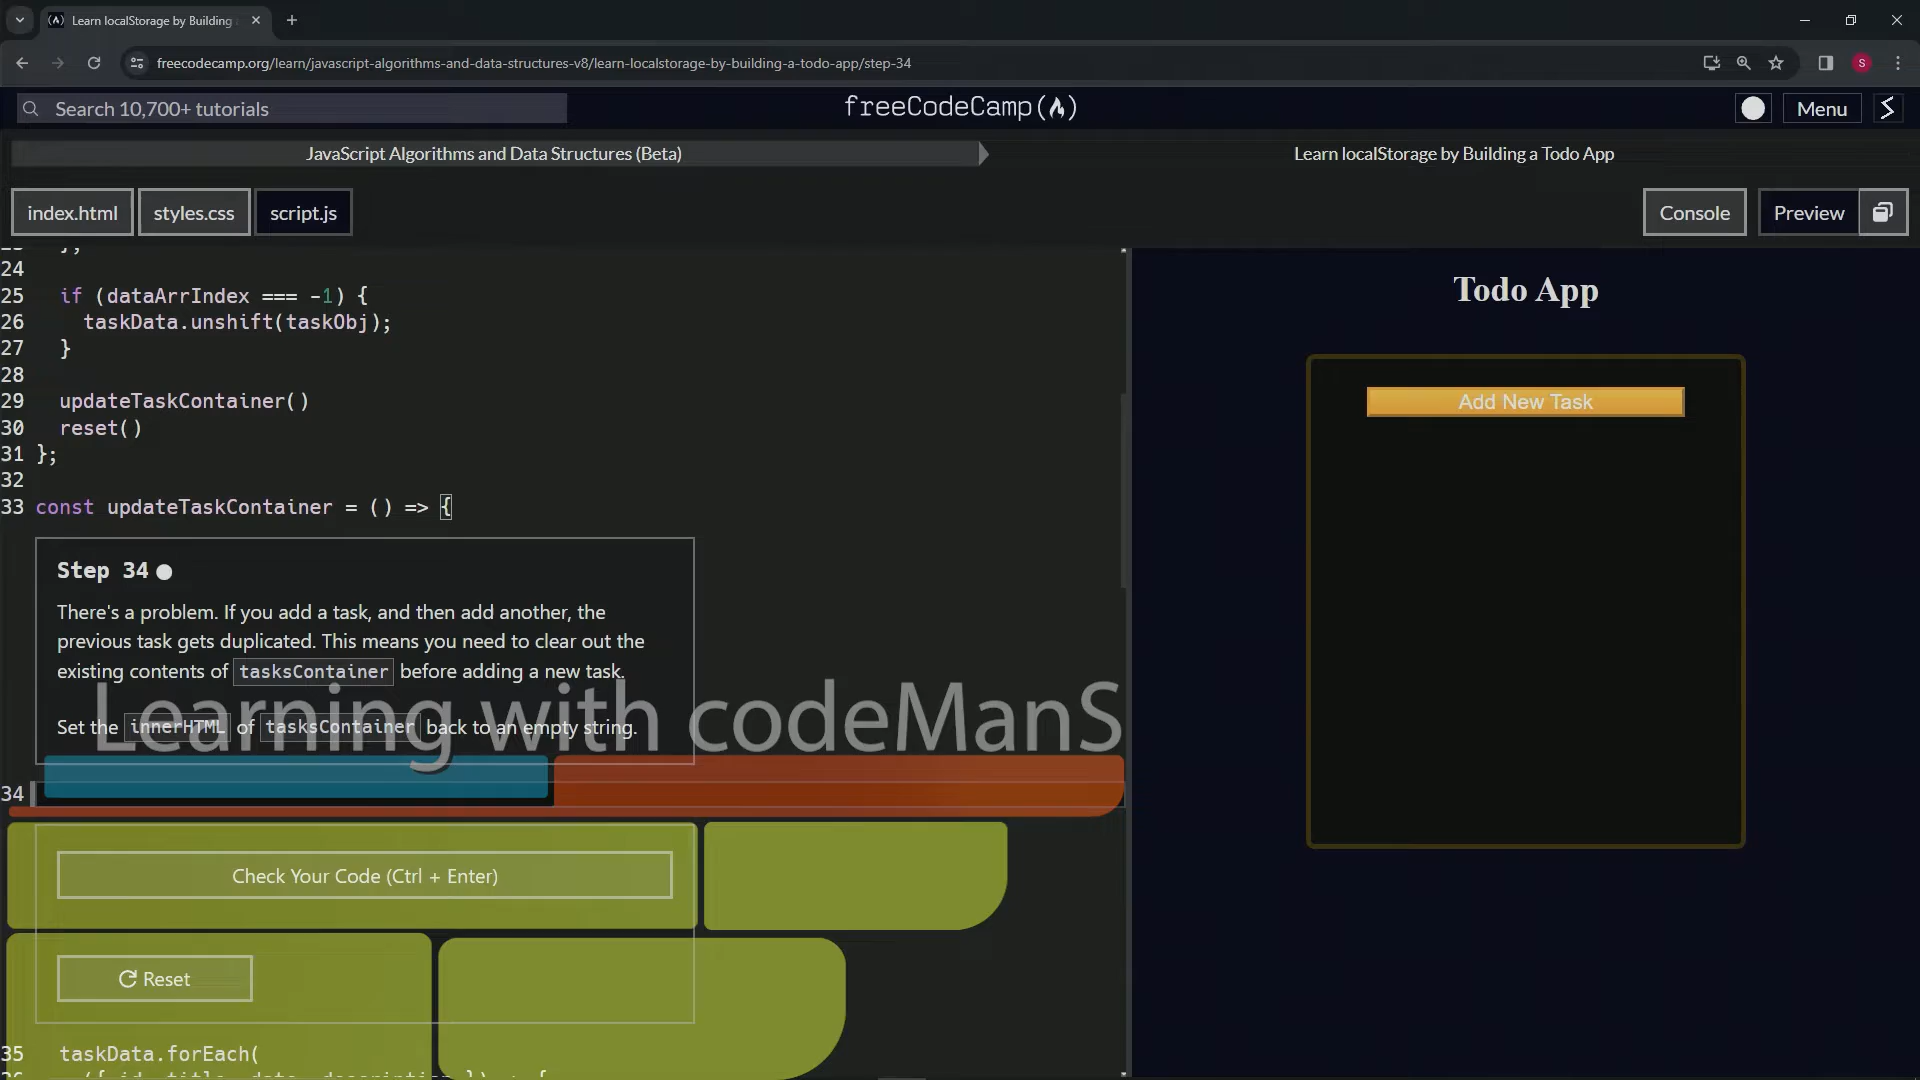 Learn localStorage by Building
freecodecamp.org/learn/javascript-algorithms-and-data-structures-v8/learn-localstorage-by-building-a-todo-app/step-34
S
Search 10,700+ tutorials
freeCodeCamp(🔥)
Menu
JavaScript Algorithms and Data Structures (Beta)
Learn localStorage by Building a Todo App
index.html
styles.css
script.js
Console
Preview
24
25 if (dataArrIndex === -1) {
26 taskData.unshift(taskObj);
27 }
28
29 updateTaskContainer()
30 reset()
31 };
32
33 const updateTaskContainer = () => {
Step 34
There's a problem. If you add a task, and then add another, the
previous task gets duplicated. This means you need to clear out the
existing contents of tasksContainer before adding a new task.
Set the innerHTML of tasksContainer back to an empty string.
Learning with codeManS
34
Check Your Code (Ctrl + Enter)
Reset
35 taskData.forEach(
({ id, title, date, description }) => {
Todo App
Add New Task